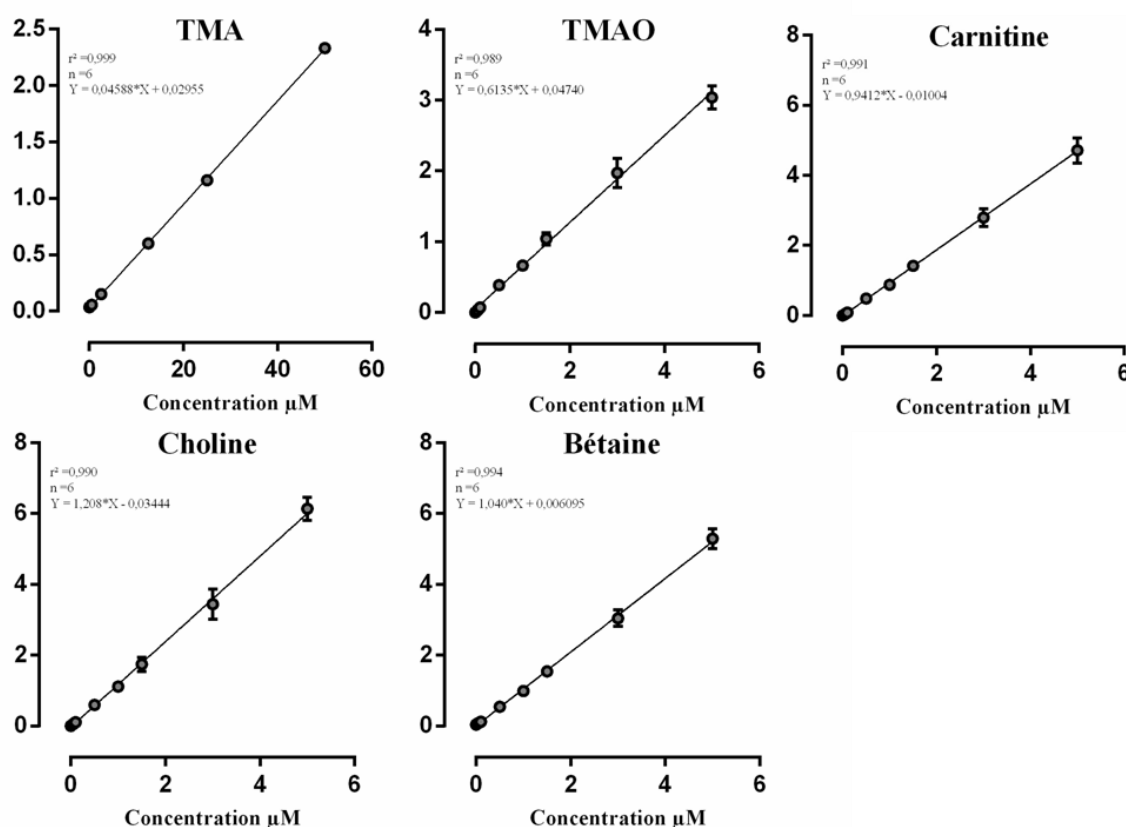 TMA
r² =0,999
n =6
Y = 0,04588*X + 0,02955
2.5
2.0
1.5
1.0
0.5
0.0
0 20 40 60
Concentration µM
TMAO
r² =0,989
n =6
Y = 0,6135*X + 0,04740
4
3
2
1
0
0 2 4 6
Concentration µM
Carnitine
r² =0,991
n =6
Y = 0,9412*X - 0,01004
8
6
4
2
0
0 2 4 6
Concentration µM
Choline
r² =0,990
n =6
Y = 1,208*X - 0,03444
8
6
4
2
0
0 2 4 6
Concentration µM
Bétaine
r² =0,994
n =6
Y = 1,040*X + 0,006095
8
6
4
2
0
0 2 4 6
Concentration µM